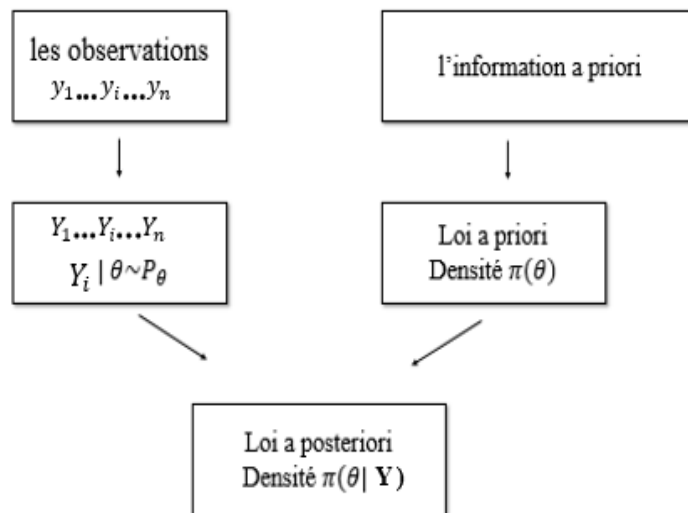 les observations
y₁...yᵢ...yₙ
l'information a priori
Y₁...Yᵢ...Yₙ
Yᵢ | θ~P_θ
Loi a priori
Densité π(θ)
Loi a posteriori
Densité π(θ| Y)